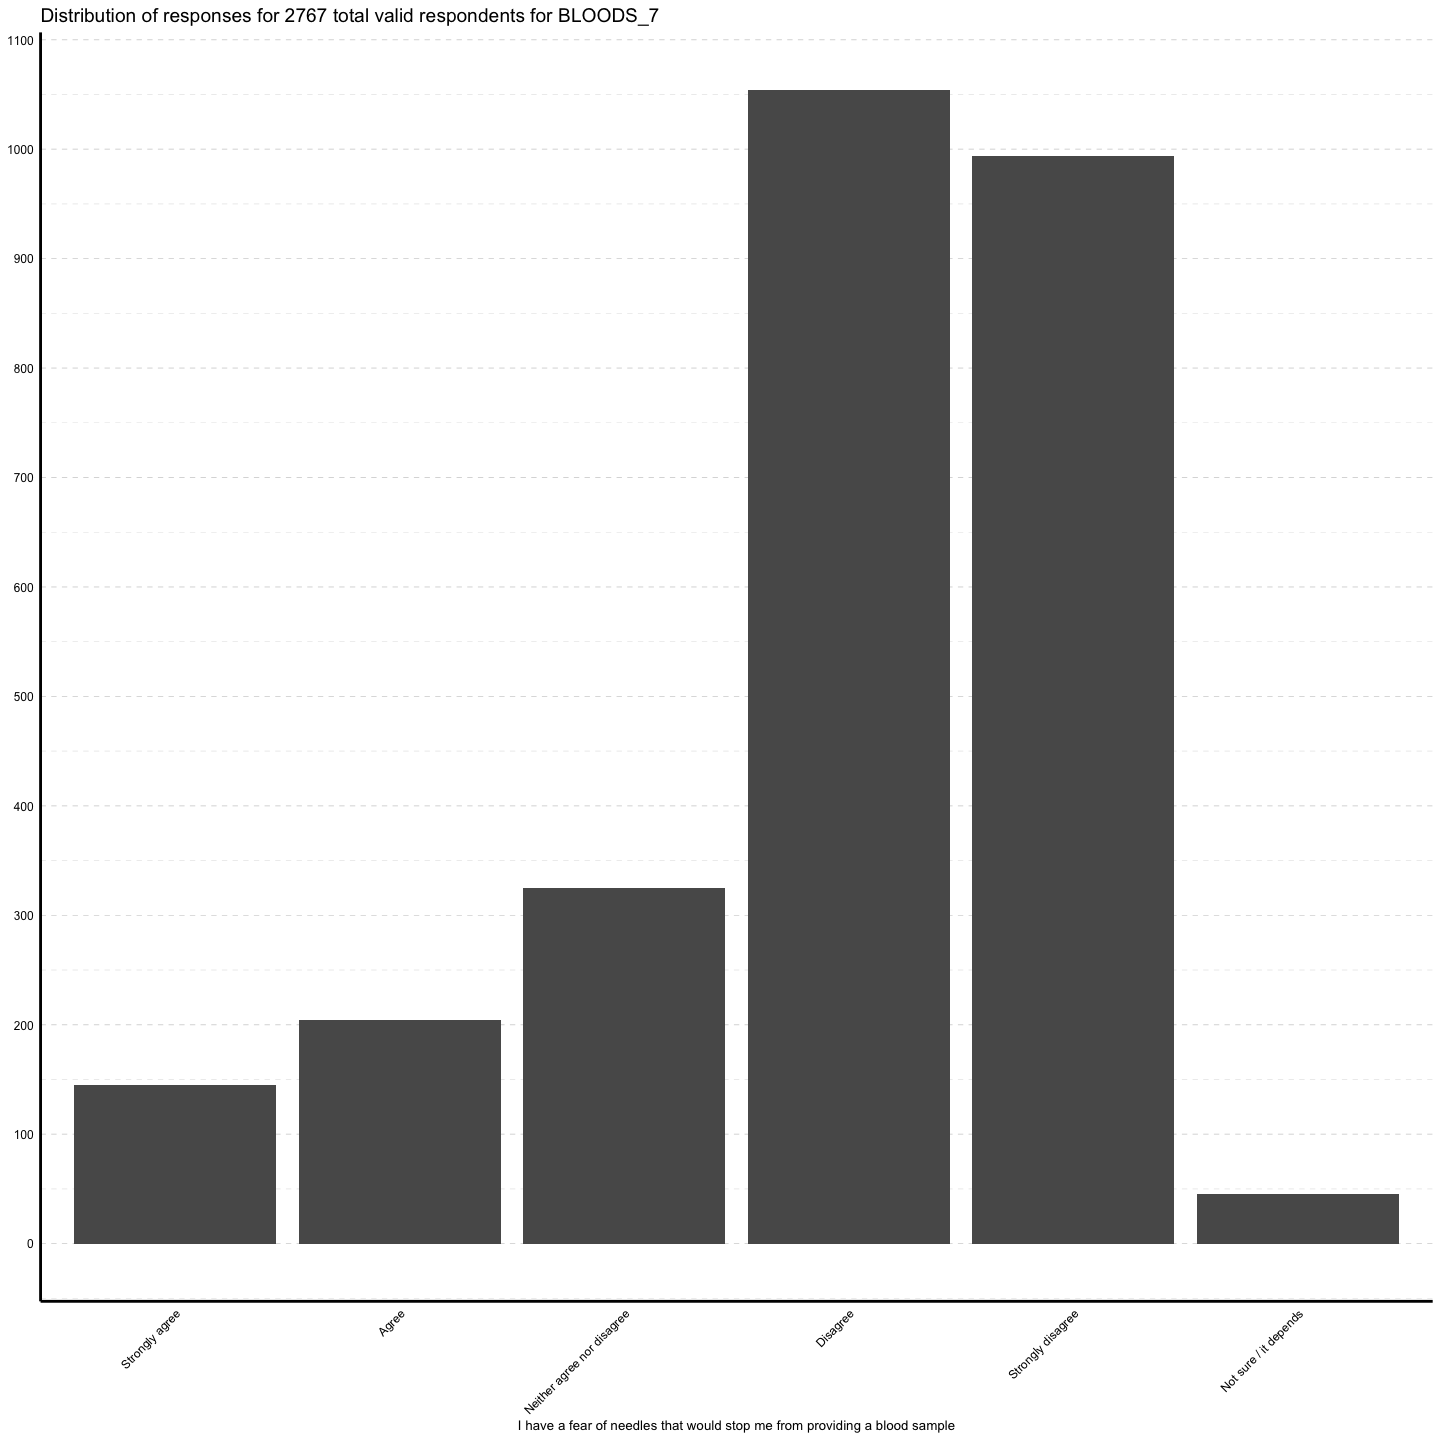 Distribution of responses for 2767 total valid respondents for BLOODS_7
1100
1000
900
800
700
600
500
400
300
200
100
0
Strongly agree
Agree
Neither agree nor disagree
Disagree
Strongly disagree
Not sure / it depends
I have a fear of needles that would stop me from providing a blood sample